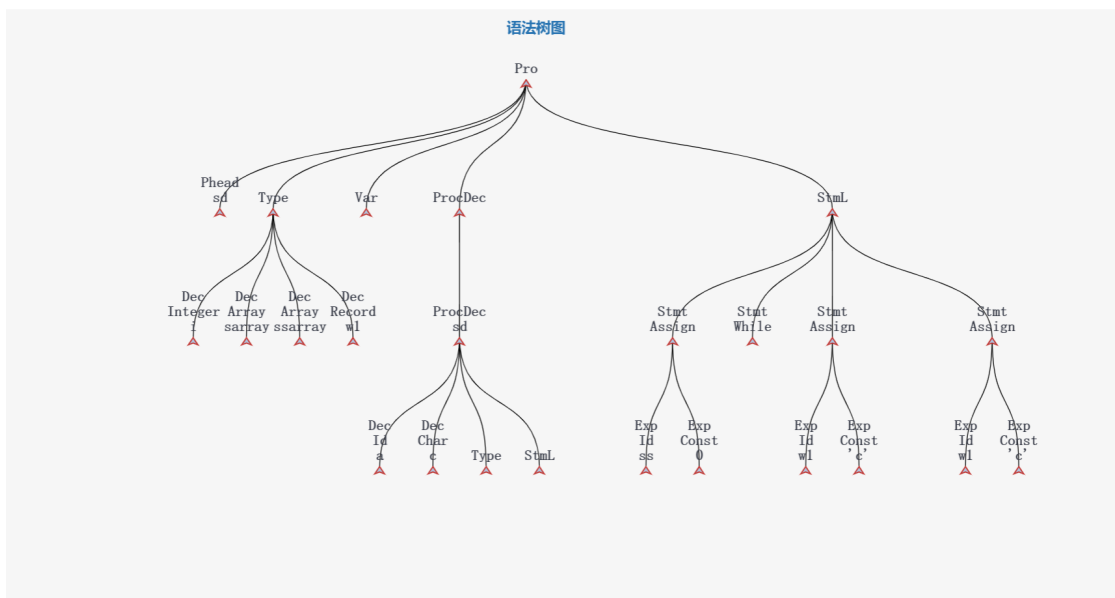 语法树图
Pro
Phead
sd
Type
Var
ProcDec
StmL
Dec
Integer
i
Dec
Array
sarray
Dec
Array
ssarray
Dec
Record
w1
ProcDec
sd
Stmt
Assign
Stmt
While
Stmt
Assign
Stmt
Assign
Dec
Id
a
Dec
Char
c
Type
StmL
Exp
Id
ss
Exp
Const
0
Exp
Id
w1
Exp
Const
'c'
Exp
Id
w1
Exp
Const
'c'